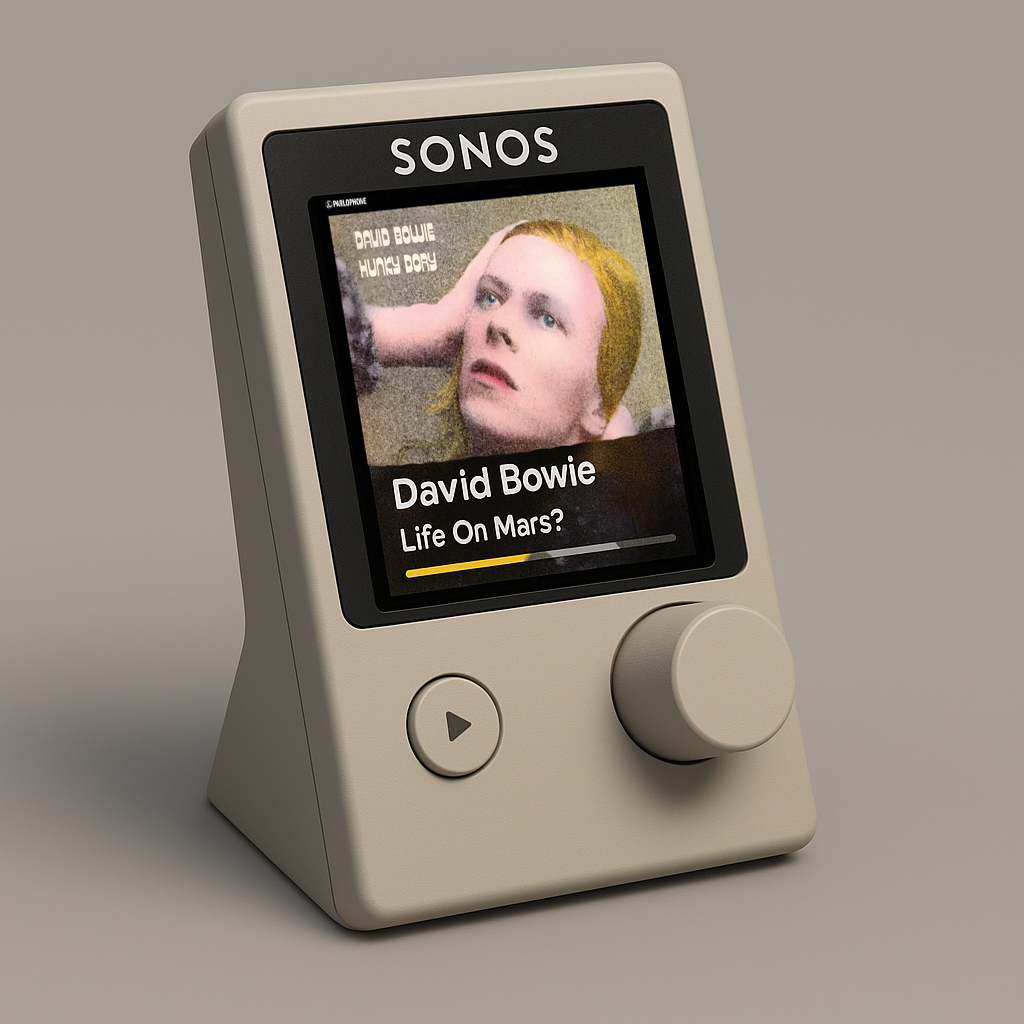 SONOS
PARLOPHONE
DAVID BOWIE
HUNKY DORY
David Bowie
Life On Mars?